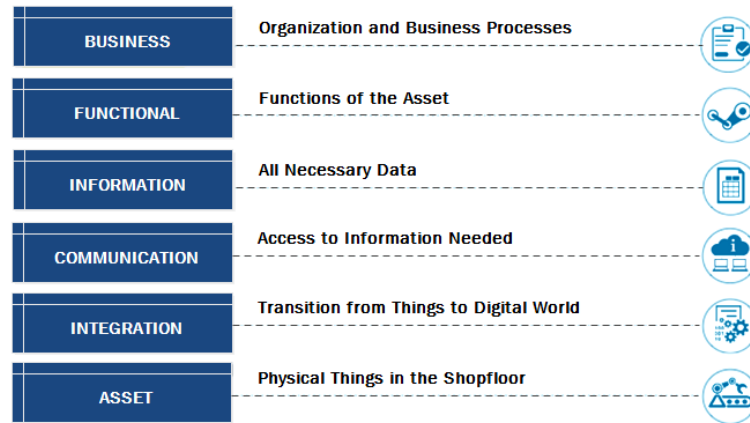 BUSINESS
Organization and Business Processes
FUNCTIONAL
Functions of the Asset
INFORMATION
All Necessary Data
COMMUNICATION
Access to Information Needed
INTEGRATION
Transition from Things to Digital World
ASSET
Physical Things in the Shopfloor